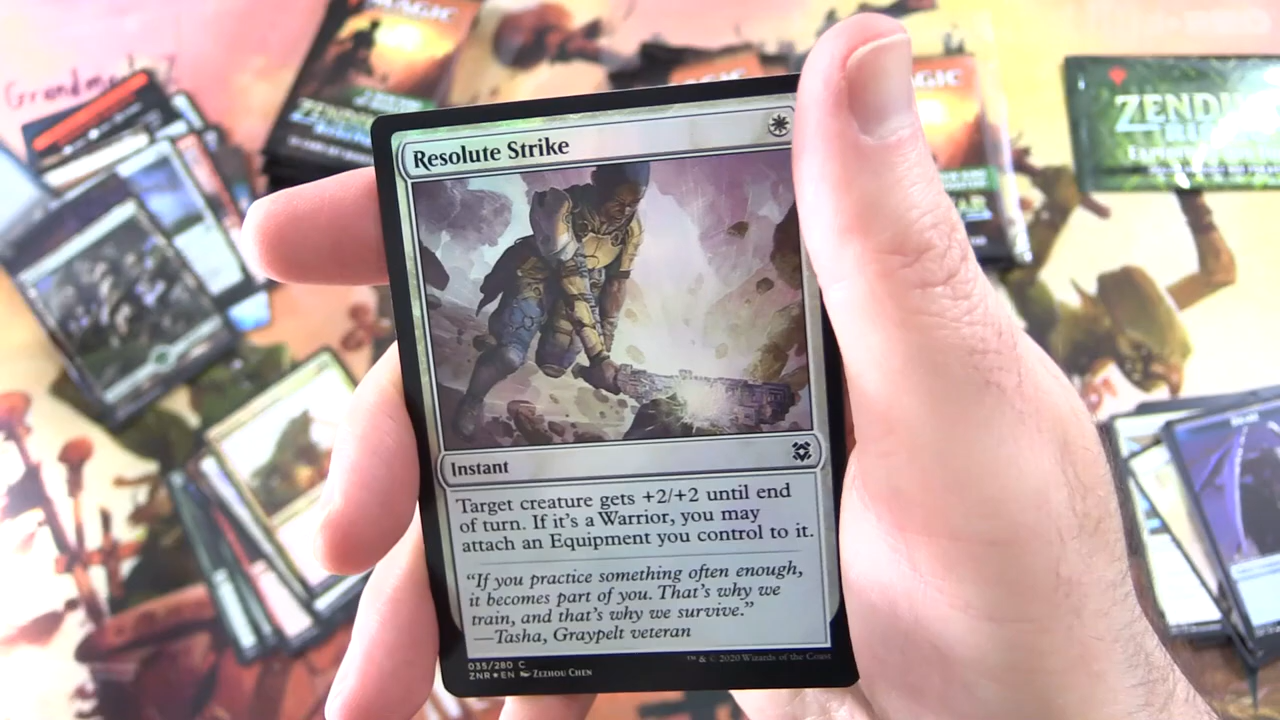 Grandma
MAGIC
ZENDIKAR
MAGIC
ZENDI
Resolute Strike
Instant
Target creature gets +2/+2 until end
of turn. If it's a Warrior, you may
attach an Equipment you control to it.
“If you practice something often enough,
it becomes part of you. That's why we
train, and that's why we survive.”
—Tasha, Graypelt veteran
035/280 C
ZNR★EN Zezhou Chen
™ & © 2020 Wizards of the Coast